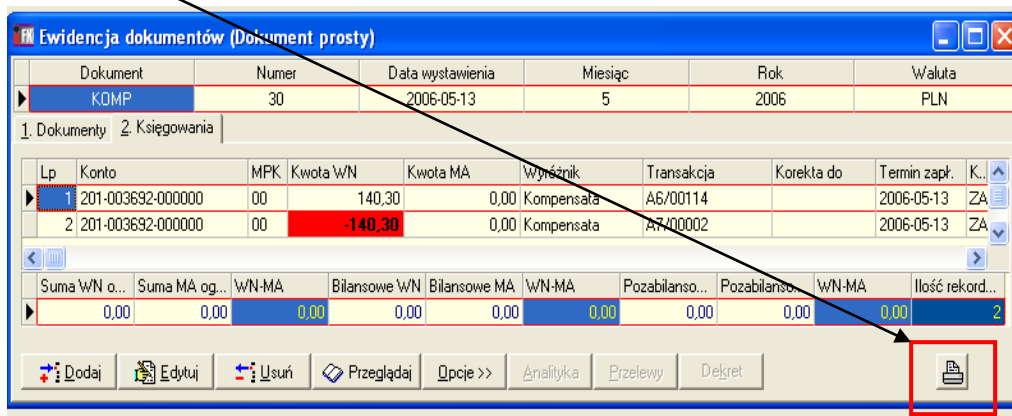 FK Ewidencja dokumentów (Dokument prosty)
Dokument Numer Data wystawienia Miesiąc Rok Waluta
KOMP 30 2006-05-13 5 2006 PLN
1. Dokumenty 2. Księgowania
Lp Konto MPK Kwota WN Kwota MA Wyróżnik Transakcja Korekta do Termin zapł. K..
1 201-003692-000000 00 140,30 0,00 Kompensata A6/00114 2006-05-13 ZA
2 201-003692-000000 00 -140,30 0,00 Kompensata A7/00002 2006-05-13 ZA
Suma WN o... Suma MA og... WN-MA Bilansowe WN Bilansowe MA WN-MA Pozabilanso... Pozabilanso... WN-MA Ilość rekord...
0,00 0,00 0,00 0,00 0,00 0,00 0,00 0,00 0,00 2
Dodaj Edytuj Usuń Przeglądaj Opcje >> Analityka Przelewy Dekret